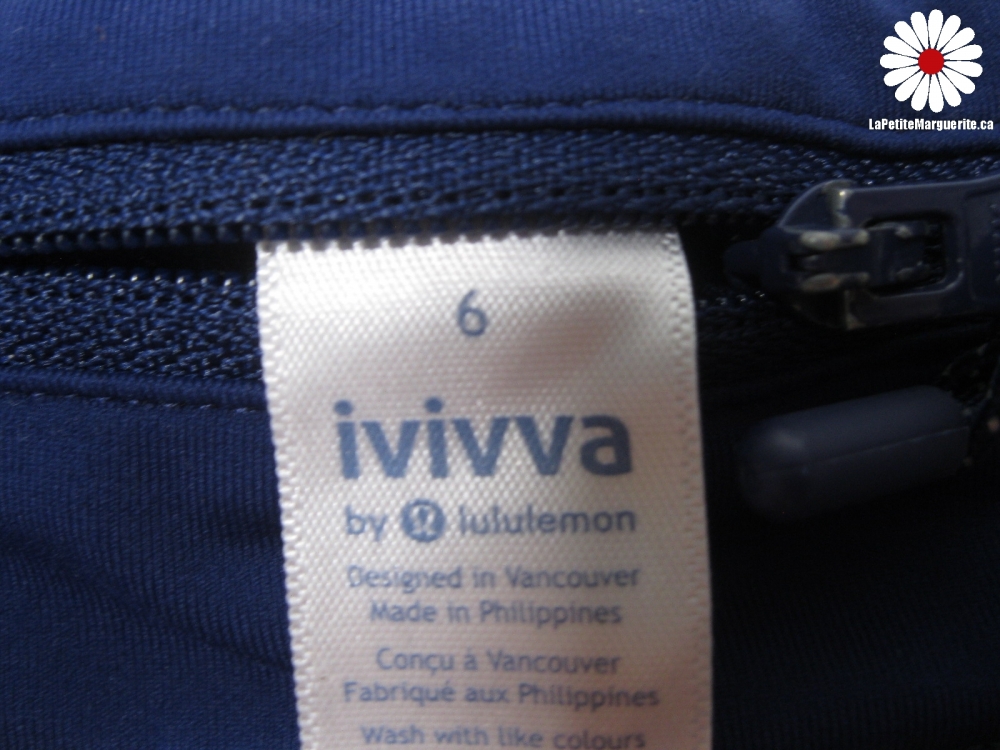 LaPetiteMarguerite.ca
6
ivivva
by lululemon
Designed in Vancouver
Made in Philippines
Conçu à Vancouver
Fabriqué aux Philippines
Wash with like colours